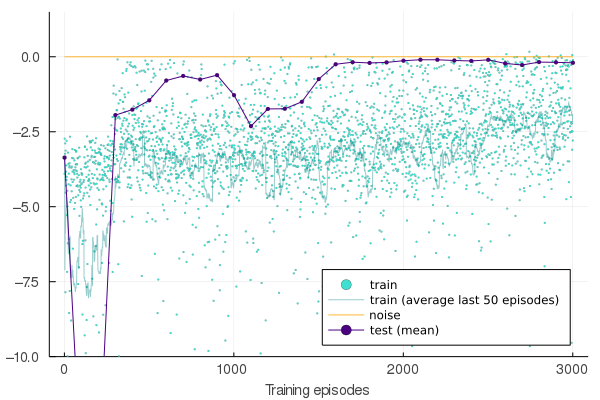 0.0
−2.5
−5.0
−7.5
−10.0
0
1000
2000
3000
Training episodes
train
train (average last 50 episodes)
noise
test (mean)